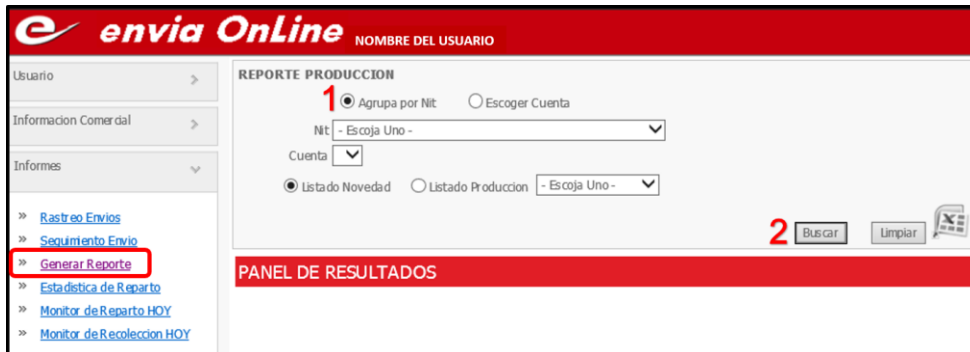 e envia OnLine NOMBRE DEL USUARIO
Usuario
Informacion Comercial
Informes
» Rastreo Envios
» Seguimiento Envio
» Generar Reporte
» Estadistica de Reparto
» Monitor de Reparto HOY
» Monitor de Recoleccion HOY
REPORTE PRODUCCION
1 Agrupa por Nit Escoger Cuenta
Nit - Escoja Uno -
Cuenta
Listado Novedad Listado Produccion - Escoja Uno -
2 Buscar Limpiar
PANEL DE RESULTADOS